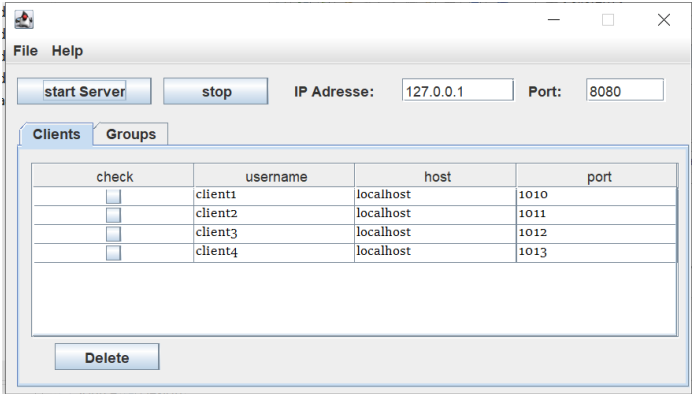 File Help
start Server stop IP Adresse: 127.0.0.1 Port: 8080
Clients Groups
check username host port
client1 localhost 1010
client2 localhost 1011
client3 localhost 1012
client4 localhost 1013
Delete